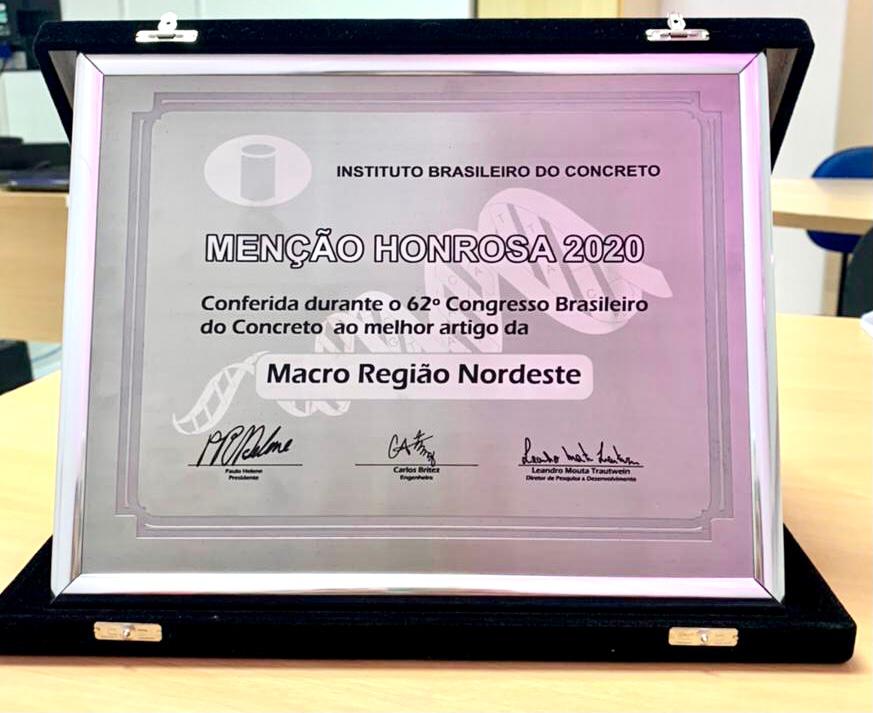 INSTITUTO BRASILEIRO DO CONCRETO
MENÇÃO HONROSA 2020
Conferida durante o 62º Congresso Brasileiro
do Concreto ao melhor artigo da
Macro Região Nordeste
Paulo Helene
Presidente
Carlos Britez
Engenheiro
Leandro Mouta Trautwein
Diretor de Pesquisa e Desenvolvimento